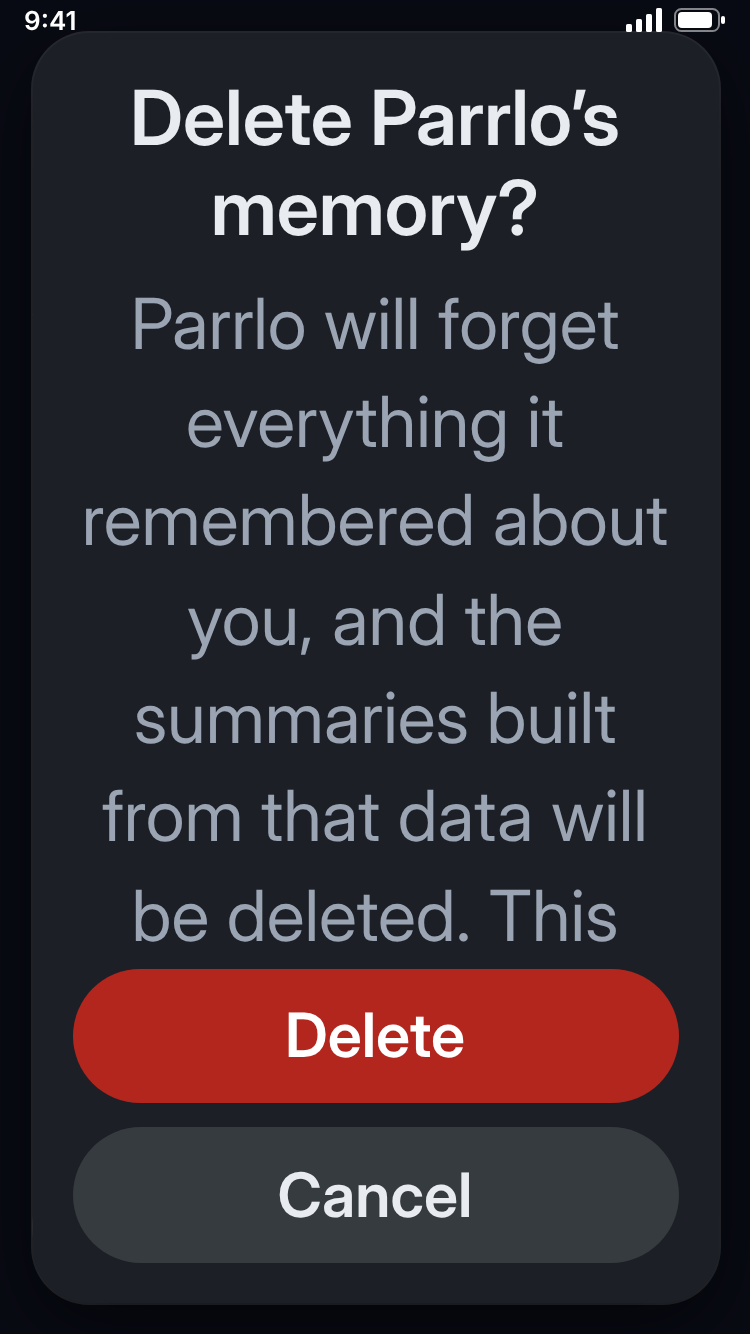 9:41
Delete Parrlo’s
memory?
Parrlo will forget
everything it
remembered about
you, and the
summaries built
from that data will
be deleted. This
Delete
Cancel